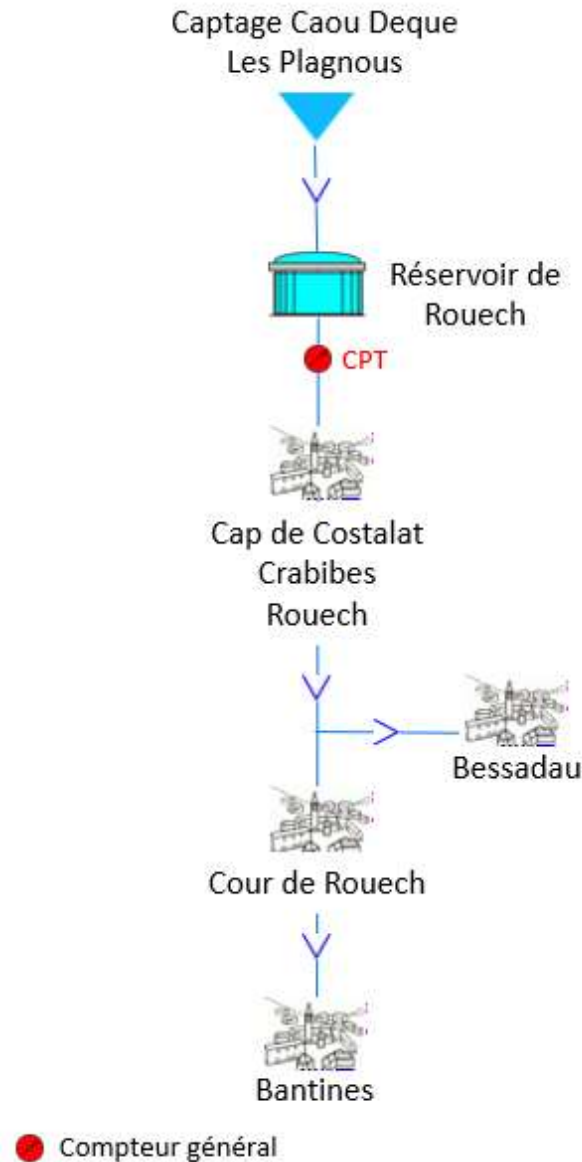 Captage Caou Deque
Les Plagnous
Réservoir de
Rouech
CPT
Cap de Costalat
Crabibes
Rouech
Bessadau
Cour de Rouech
Bantines
Compteur général